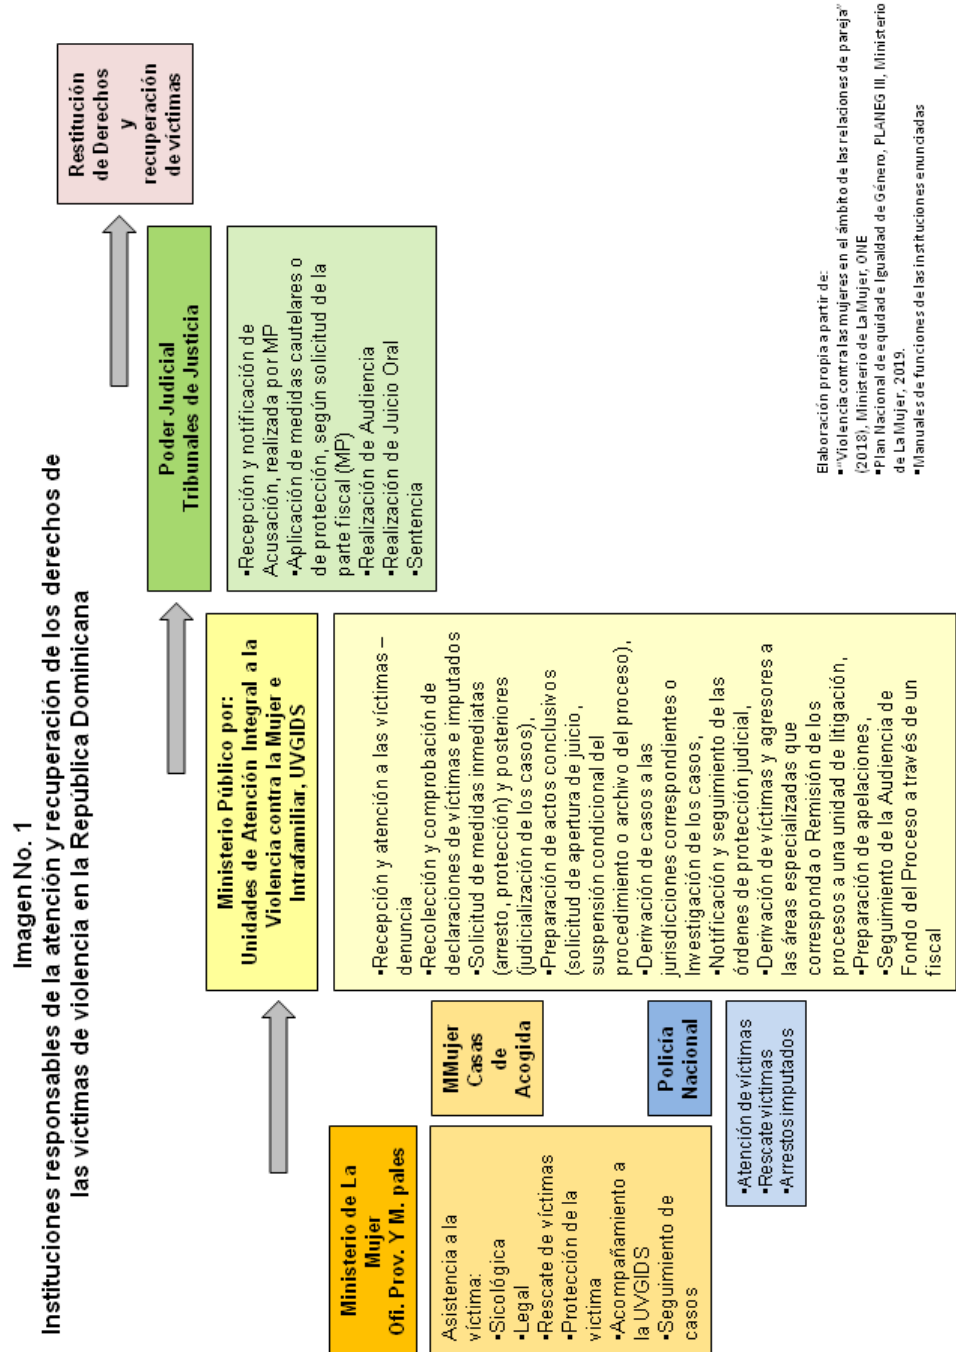 Imagen No. 1
Instituciones responsables de la atención y recuperación de los derechos de
las víctimas de violencia en la República Dominicana
Ministerio de La
Mujer
Ofi. Prov. Y M. pales
Asistencia a la
víctima:
▪Sicológica
▪Legal
▪Rescate de víctimas
▪Protección de la
víctima
▪Acompañamiento a
la UVGIDS
▪Seguimiento de
casos
MMujer
Casas
de
Acogida
Policía
Nacional
▪Atención de víctimas
▪Rescate victimas
▪Arrestos imputados
Ministerio Público por:
Unidades de Atención Integral a la
Violencia contra la Mujer e
Intrafamiliar, UVGIDS
▪Recepción y atención a las víctimas –
denuncia
▪Recolección y comprobación de
declaraciones de víctimas e imputados
▪Solicitud de medidas inmediatas
(arresto, protección) y posteriores
(judicialización de los casos),
▪Preparación de actos conclusivos
(solicitud de apertura de juicio,
suspensión condicional del
procedimiento o archivo del proceso),
▪Derivación de casos a las
jurisdicciones correspondientes o
Investigación de los casos,
▪Notificación y seguimiento de las
órdenes de protección judicial,
▪Derivación de víctimas y agresores a
las áreas especializadas que
corresponda o Remisión de los
procesos a una unidad de litigación,
▪Preparación de apelaciones,
▪Seguimiento de la Audiencia de
Fondo del Proceso a través de un
fiscal
Poder Judicial
Tribunales de Justicia
▪Recepción y notificación de
Acusación, realizada por MP
▪Aplicación de medidas cautelares o
de protección, según solicitud de la
parte fiscal (MP)
▪Realización de Audiencia
▪Realización de Juicio Oral
▪Sentencia
Restitución
de Derechos
y
recuperación
de víctimas
Elaboración propia a partir de:
▪"Violencia contra las mujeres en el ámbito de las relaciones de pareja"
(2018), Ministerio de La Mujer, ONE
▪Plan Nacional de equidad e Igualdad de Género, PLANEG III, Ministerio
de La Mujer, 2019.
▪Manuales de funciones de las instituciones enunciadas